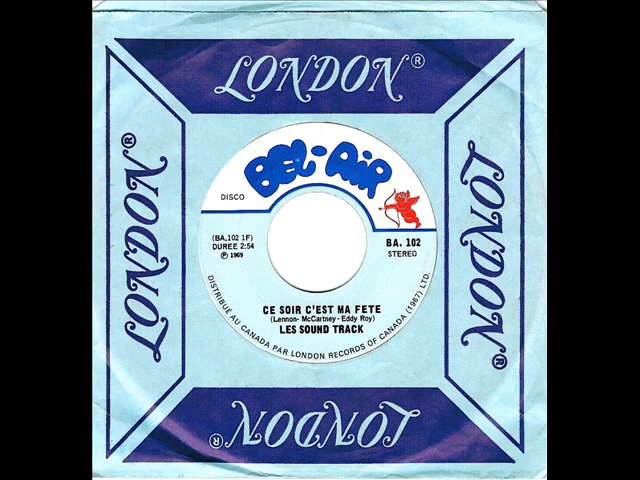 LONDON®
LONDON®
LONDON®
BEL-AIR
DISCO
(BA,102 1F)
DUREE 2:54
℗ 1969
BA. 102
STEREO
CE SOIR C'EST MA FETE
(Lennon- McCartney - Eddy Roy)
LES SOUND TRACK
DISTRIBUÉ AU CANADA PAR LONDON RECORDS OF CANADA (1967) LTD.
LONDON®